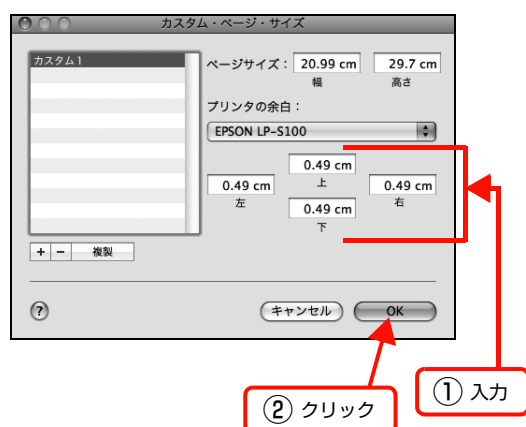 カスタム・ページ・サイズ
カスタム1
ページサイズ： 20.99 cm 29.7 cm
幅 高さ
プリンタの余白：
EPSON LP-S100
0.49 cm
上
0.49 cm 0.49 cm
左 右
0.49 cm
下
+ − 複製
? キャンセル OK
① 入力
② クリック